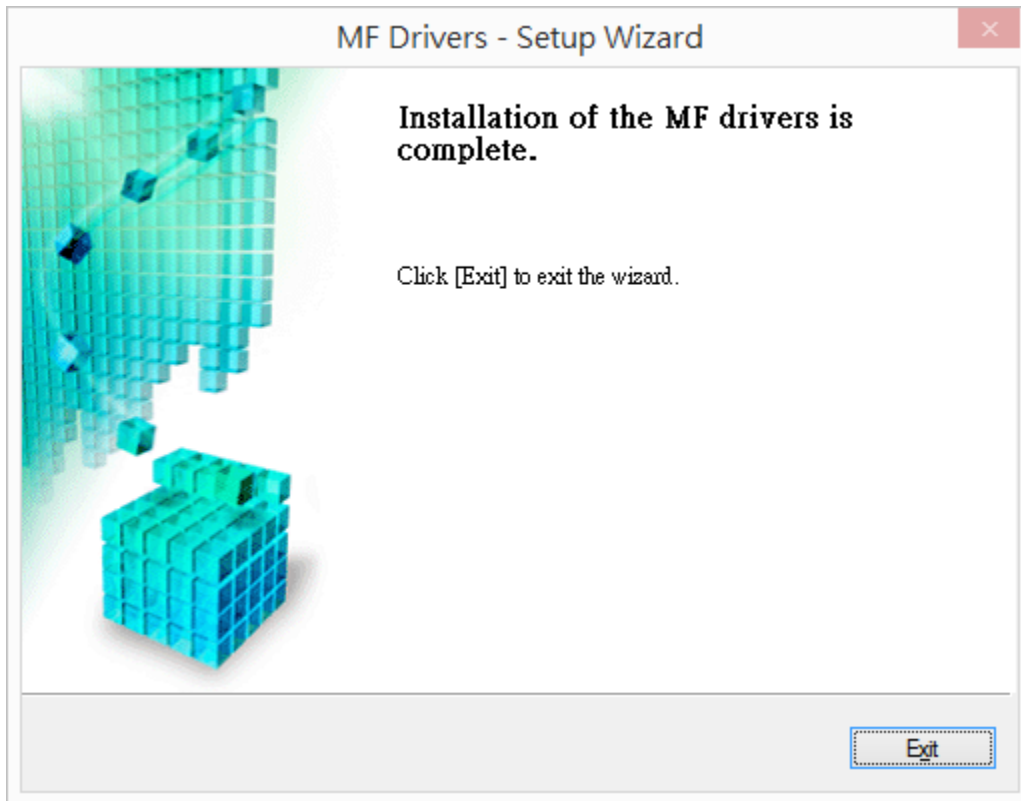 MF Drivers - Setup Wizard
Installation of the MF drivers is
complete.
Click [Exit] to exit the wizard.
Exit